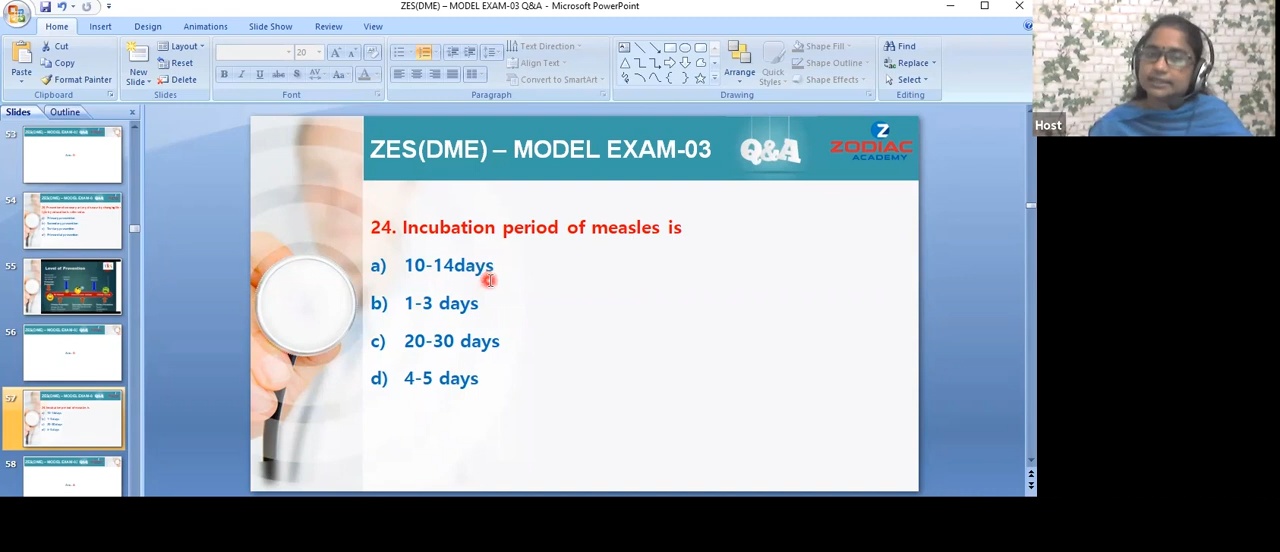 ZES(DME) - MODEL EXAM-03 Q&A - Microsoft PowerPoint
Home Insert Design Animations Slide Show Review View
Paste
Cut
Copy
Format Painter
Clipboard
New Slide
Layout
Reset
Delete
Slides
20
B I U abc S AV Aa A
Font
Text Direction
Align Text
Convert to SmartArt
Paragraph
Arrange
Quick Styles
Shape Fill
Shape Outline
Shape Effects
Drawing
Find
Replace
Select
Editing
Host
Slides Outline
53
54
Level of Prevention
55
56
57
58
ZES(DME) – MODEL EXAM-03
Q&A
Z
ZODIAC
ACADEMY
24. Incubation period of measles is
a) 10-14days
b) 1-3 days
c) 20-30 days
d) 4-5 days